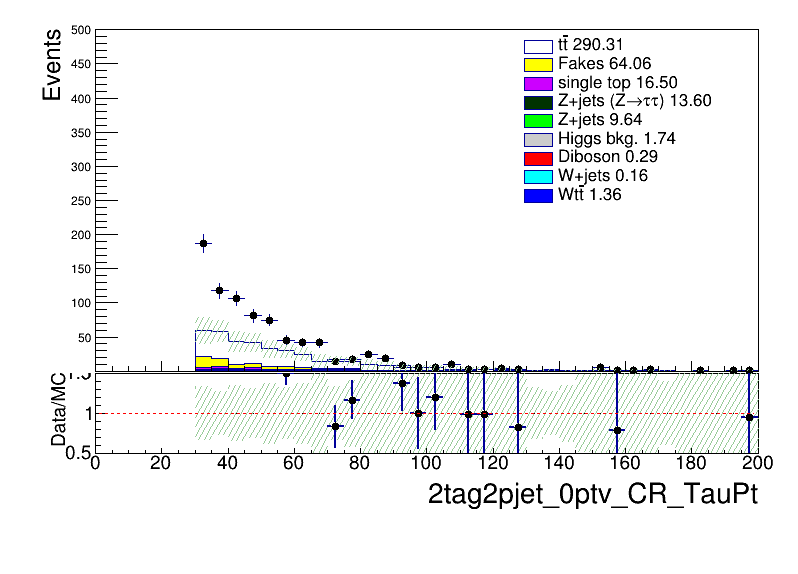 Events
500
450
400
350
300
250
200
150
100
50
tt̄ 290.31
Fakes 64.06
single top 16.50
Z+jets (Z→ττ) 13.60
Z+jets 9.64
Higgs bkg. 1.74
Diboson 0.29
W+jets 0.16
Wtt̄ 1.36
Data/MC
1.5
1
0.5
0 20 40 60 80 100 120 140 160 180 200
2tag2pjet_0ptv_CR_TauPt